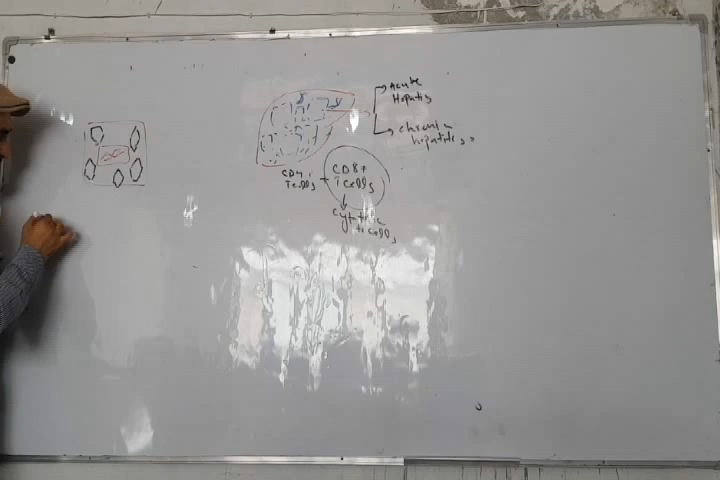 Acute
Hepatitis
chronic
hepatitis
CD4+
T cells
CD8+
T cells
cytotoxic
T cells